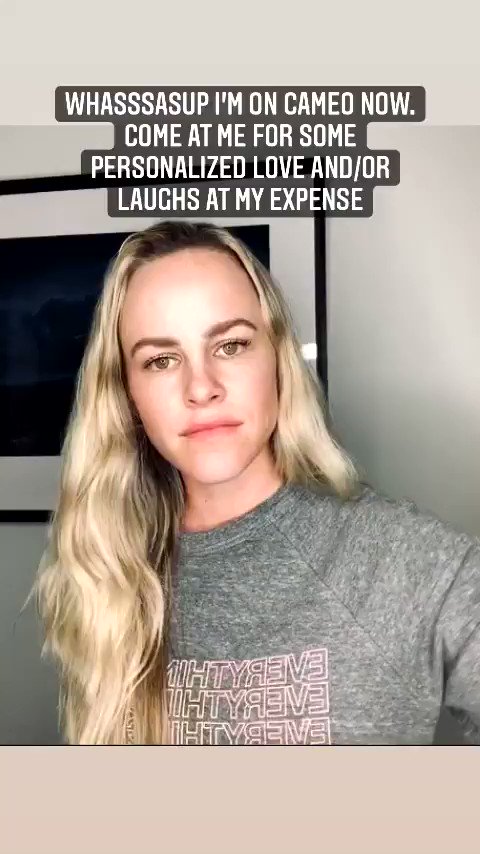 WHASSSASUP I'M ON CAMEO NOW.
COME AT ME FOR SOME
PERSONALIZED LOVE AND/OR
LAUGHS AT MY EXPENSE
EVERYTHI
EVERYTHI
EVERYTHI